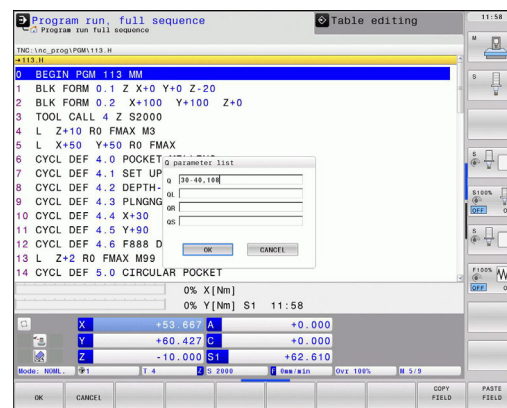 Program run, full sequence
Table editing
11:58
Program run full sequence
TNC:\nc_prog\PGM\113.H
→113.H
0 BEGIN PGM 113 MM
1 BLK FORM 0.1 Z X+0 Y+0 Z-20
2 BLK FORM 0.2 X+100 Y+100 Z+0
3 TOOL CALL 4 Z S2000
4 L Z+10 R0 FMAX M3
5 L X+50 Y+50 R0 FMAX
6 CYCL DEF 4.0 POCKET MILLING
7 CYCL DEF 4.1 SET UP
8 CYCL DEF 4.2 DEPTH-
9 CYCL DEF 4.3 PLNGNG
10 CYCL DEF 4.4 X+30
11 CYCL DEF 4.5 Y+90
12 CYCL DEF 4.6 F888 D
13 L Z+2 R0 FMAX M99
14 CYCL DEF 5.0 CIRCULAR POCKET
Q parameter list
Q 30-40,108
QL
QR
QS
OK CANCEL
0% X[Nm]
0% Y[Nm] S1 11:58
X +53.667 A +0.000
Y +60.427 C +0.000
Z -10.000 S1 +62.610
Mode: NOML. 1 T 4 Z S 2000 F 0mm/min Ovr 100% M 5/9
M
S
S
S100%
OFF
S
F100%
OFF
OK CANCEL COPY FIELD PASTE FIELD